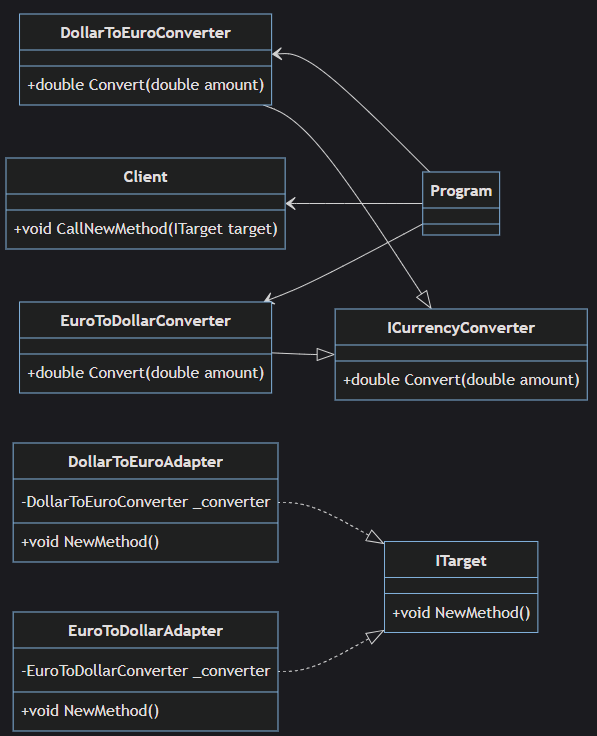 DollarToEuroConverter
+double Convert(double amount)
Client
+void CallNewMethod(ITarget target)
Program
EuroToDollarConverter
+double Convert(double amount)
ICurrencyConverter
+double Convert(double amount)
DollarToEuroAdapter
-DollarToEuroConverter _converter
+void NewMethod()
ITarget
+void NewMethod()
EuroToDollarAdapter
-EuroToDollarConverter _converter
+void NewMethod()